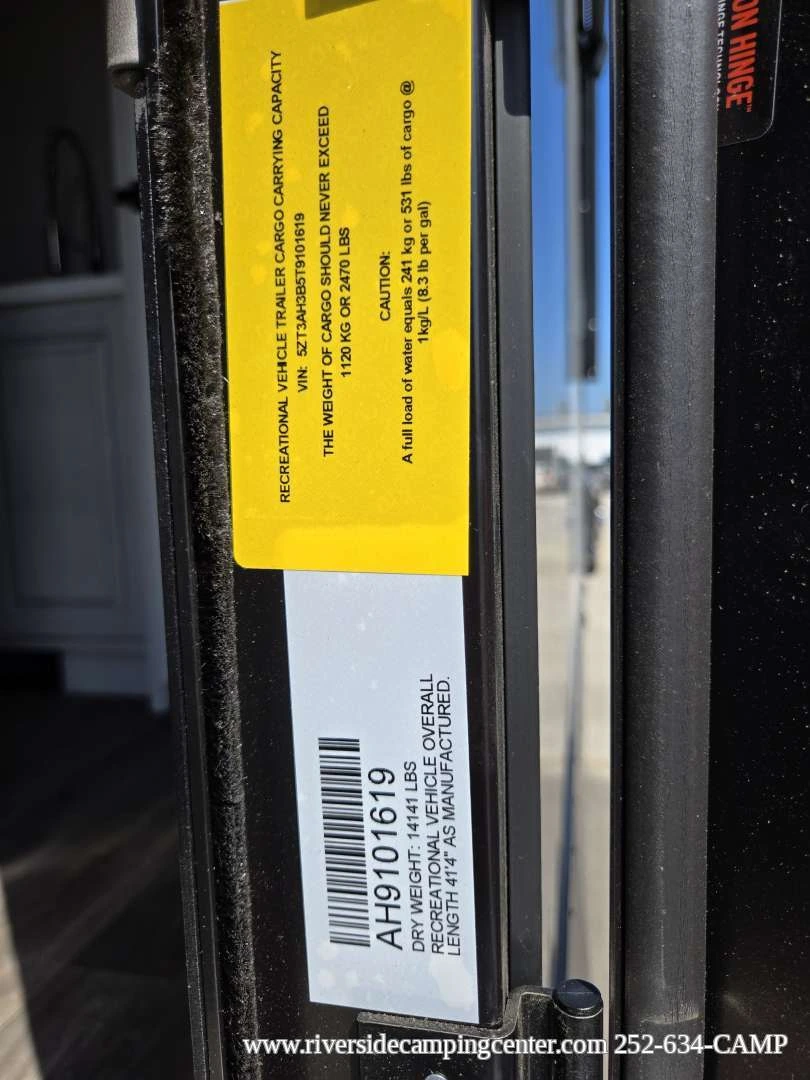 RECREATIONAL VEHICLE TRAILER CARGO CARRYING CAPACITY
VIN: 5ZT3AH3B5T9101619
THE WEIGHT OF CARGO SHOULD NEVER EXCEED
1120 KG OR 2470 LBS
CAUTION:
A full load of water equals 241 kg or 531 lbs of cargo @
1kg/L (8.3 lb per gal)
AH9101619
DRY WEIGHT: 14141 LBS
RECREATIONAL VEHICLE OVERALL
LENGTH 41'4" AS MANUFACTURED.
ON HINGE™
www.riversidecampingcenter.com 252-634-CAMP